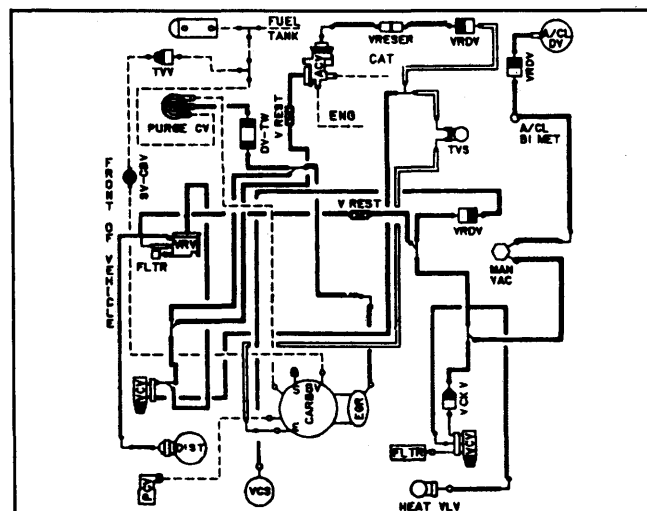 FUEL
TANK
TVV
VRESER
VRDV
A/CL
DV
VRDV
ACV
CAT
ENG
PURGE CV
DV-TW
V REST
TVS
A/CL
BI MET
SV-CBV
FRONT OF VEHICLE
V REST
VRDV
VRV
FLTR
MAN
VAC
S
CARB
V
E
EGR
VCV
VCKV
DIST
FLTR
VCV
PCV
VCS
HEAT VLV